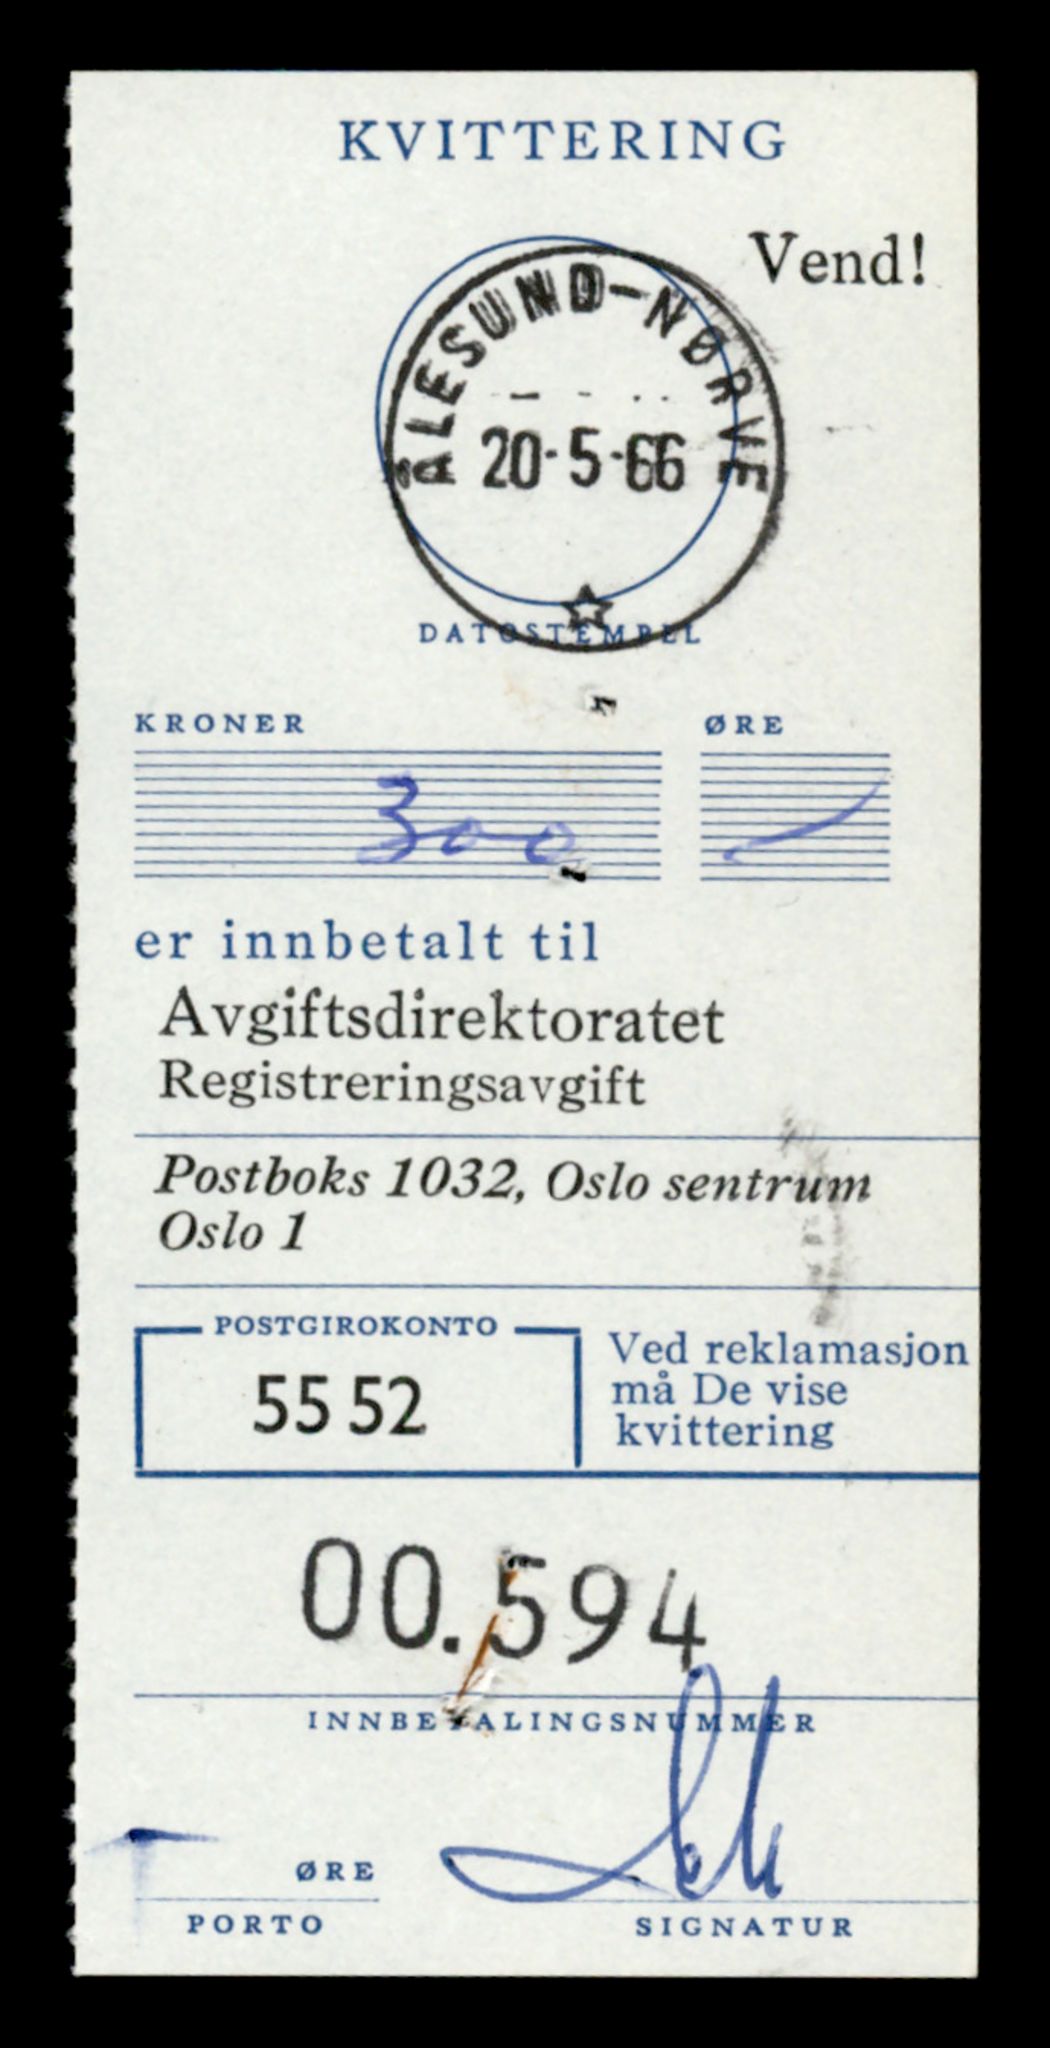 KVITTERING
Vend!
ÅLESUND-NØRVE
20-5-66
DATOSTEMPEL
KRONER
ØRE
300
er innbetalt til
Avgiftsdirektoratet
Registreringsavgift
Postboks 1032, Oslo sentrum
Oslo 1
POSTGIROKONTO
55 52
Ved reklamasjon
må De vise
kvittering
00.594
INNBETALINGSNUMMER
ØRE
PORTO
SIGNATUR